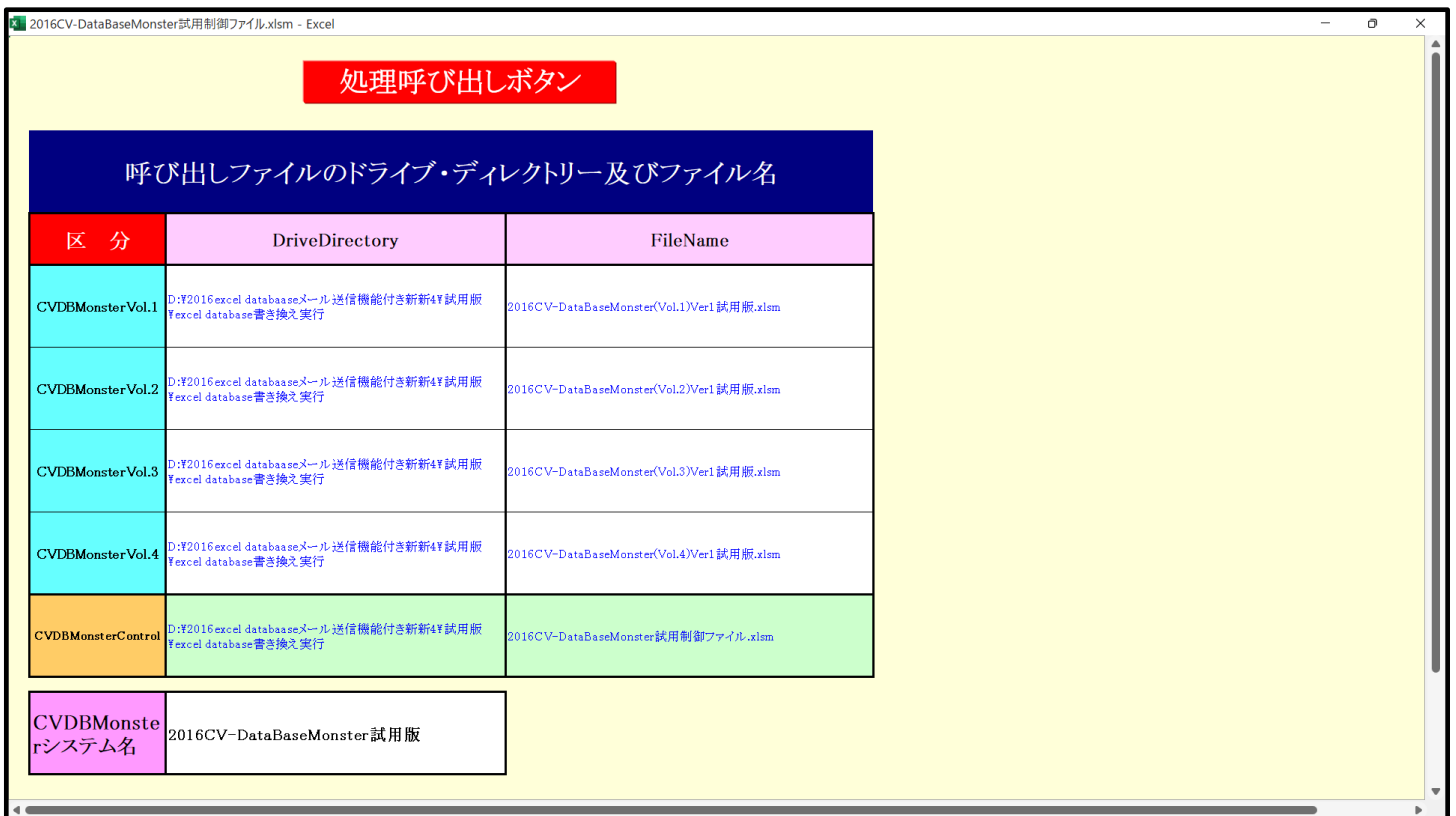 2016CV-DataBaseMonster試用制御ファイル.xlsm - Excel
処理呼び出しボタン
呼び出しファイルのドライブ・ディレクトリー及びファイル名
区　分 DriveDirectory FileName
CVDBMonsterVol.1 D:¥2016excel databaaseメール送信機能付き新新4¥試用版 2016CV-DataBaseMonster(Vol.1)Ver1試用版.xlsm
¥excel database書き換え実行
CVDBMonsterVol.2 D:¥2016excel databaaseメール送信機能付き新新4¥試用版 2016CV-DataBaseMonster(Vol.2)Ver1試用版.xlsm
¥excel database書き換え実行
CVDBMonsterVol.3 D:¥2016excel databaaseメール送信機能付き新新4¥試用版 2016CV-DataBaseMonster(Vol.3)Ver1試用版.xlsm
¥excel database書き換え実行
CVDBMonsterVol.4 D:¥2016excel databaaseメール送信機能付き新新4¥試用版 2016CV-DataBaseMonster(Vol.4)Ver1試用版.xlsm
¥excel database書き換え実行
CVDBMonsterControl D:¥2016excel databaaseメール送信機能付き新新4¥試用版 2016CV-DataBaseMonster試用制御ファイル.xlsm
¥excel database書き換え実行
CVDBMonste
rシステム名 2016CV-DataBaseMonster試用版